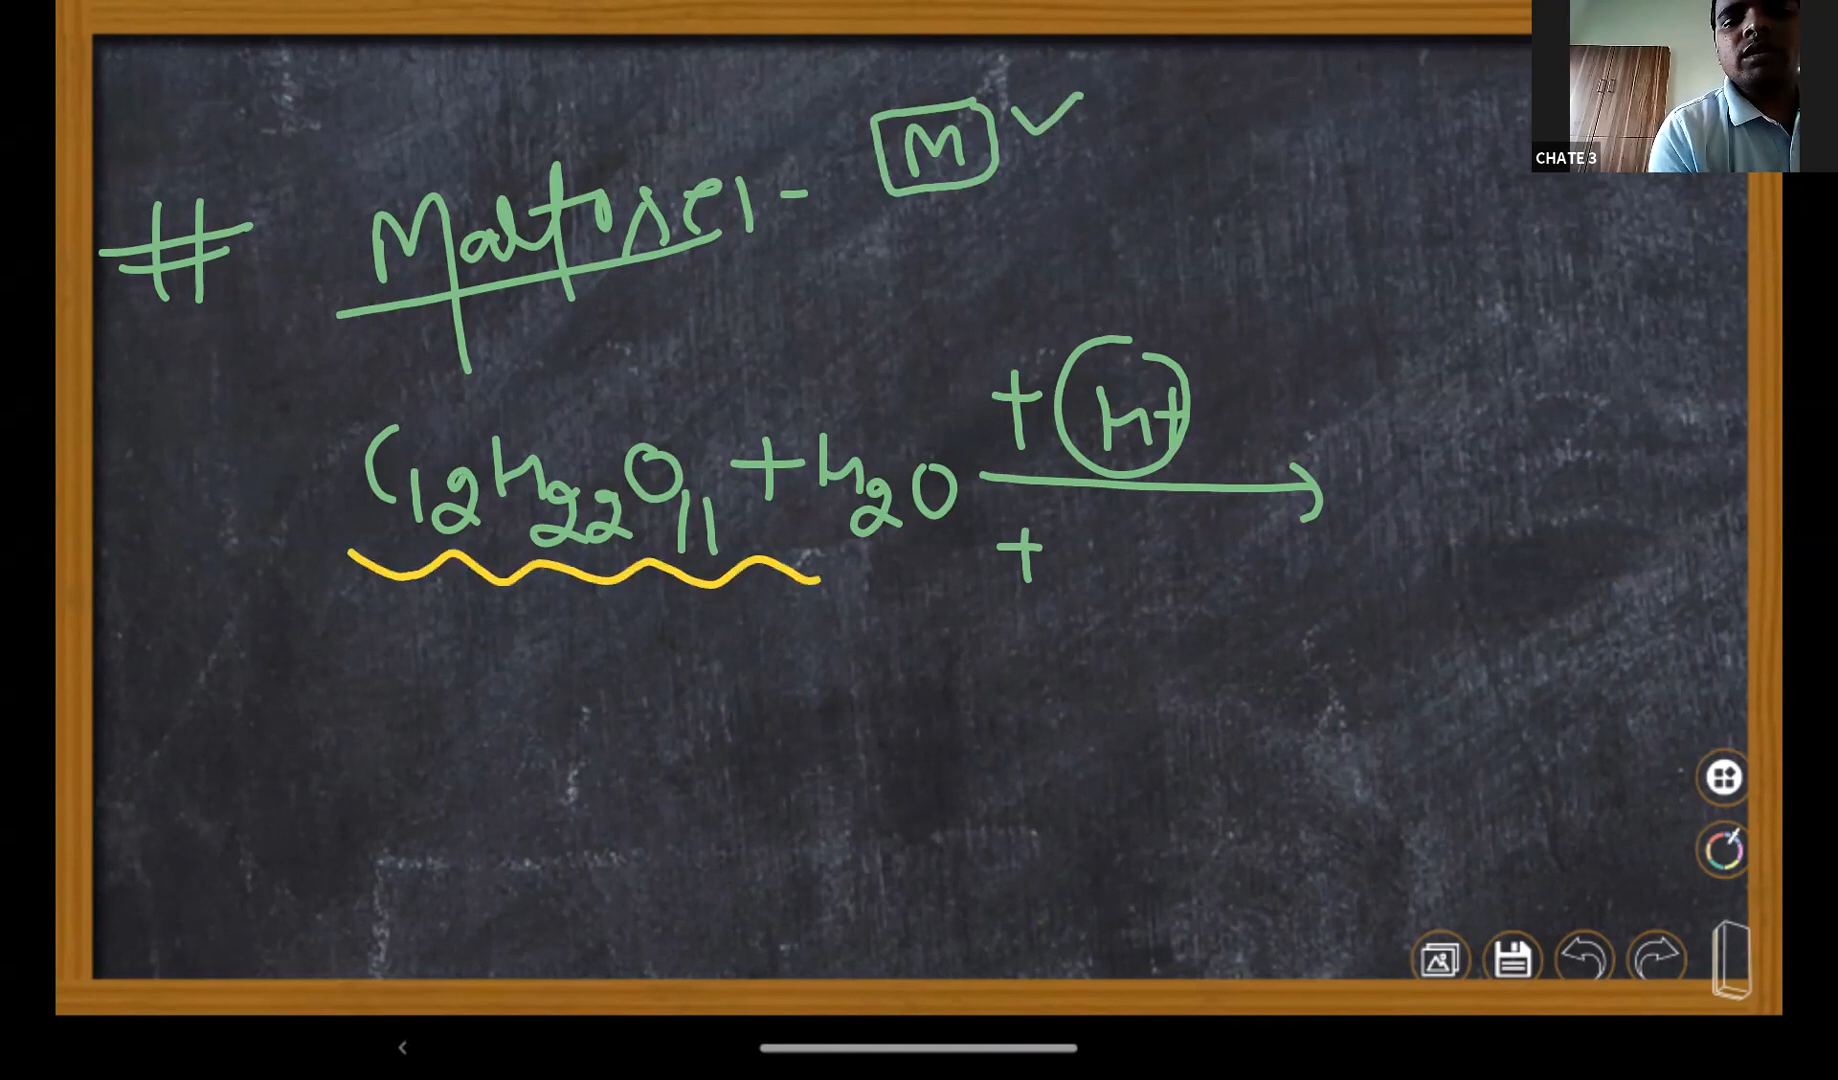 # Maltose :- M ✓
C12H22O11 + H2O + H+ →
+
CHATE 3